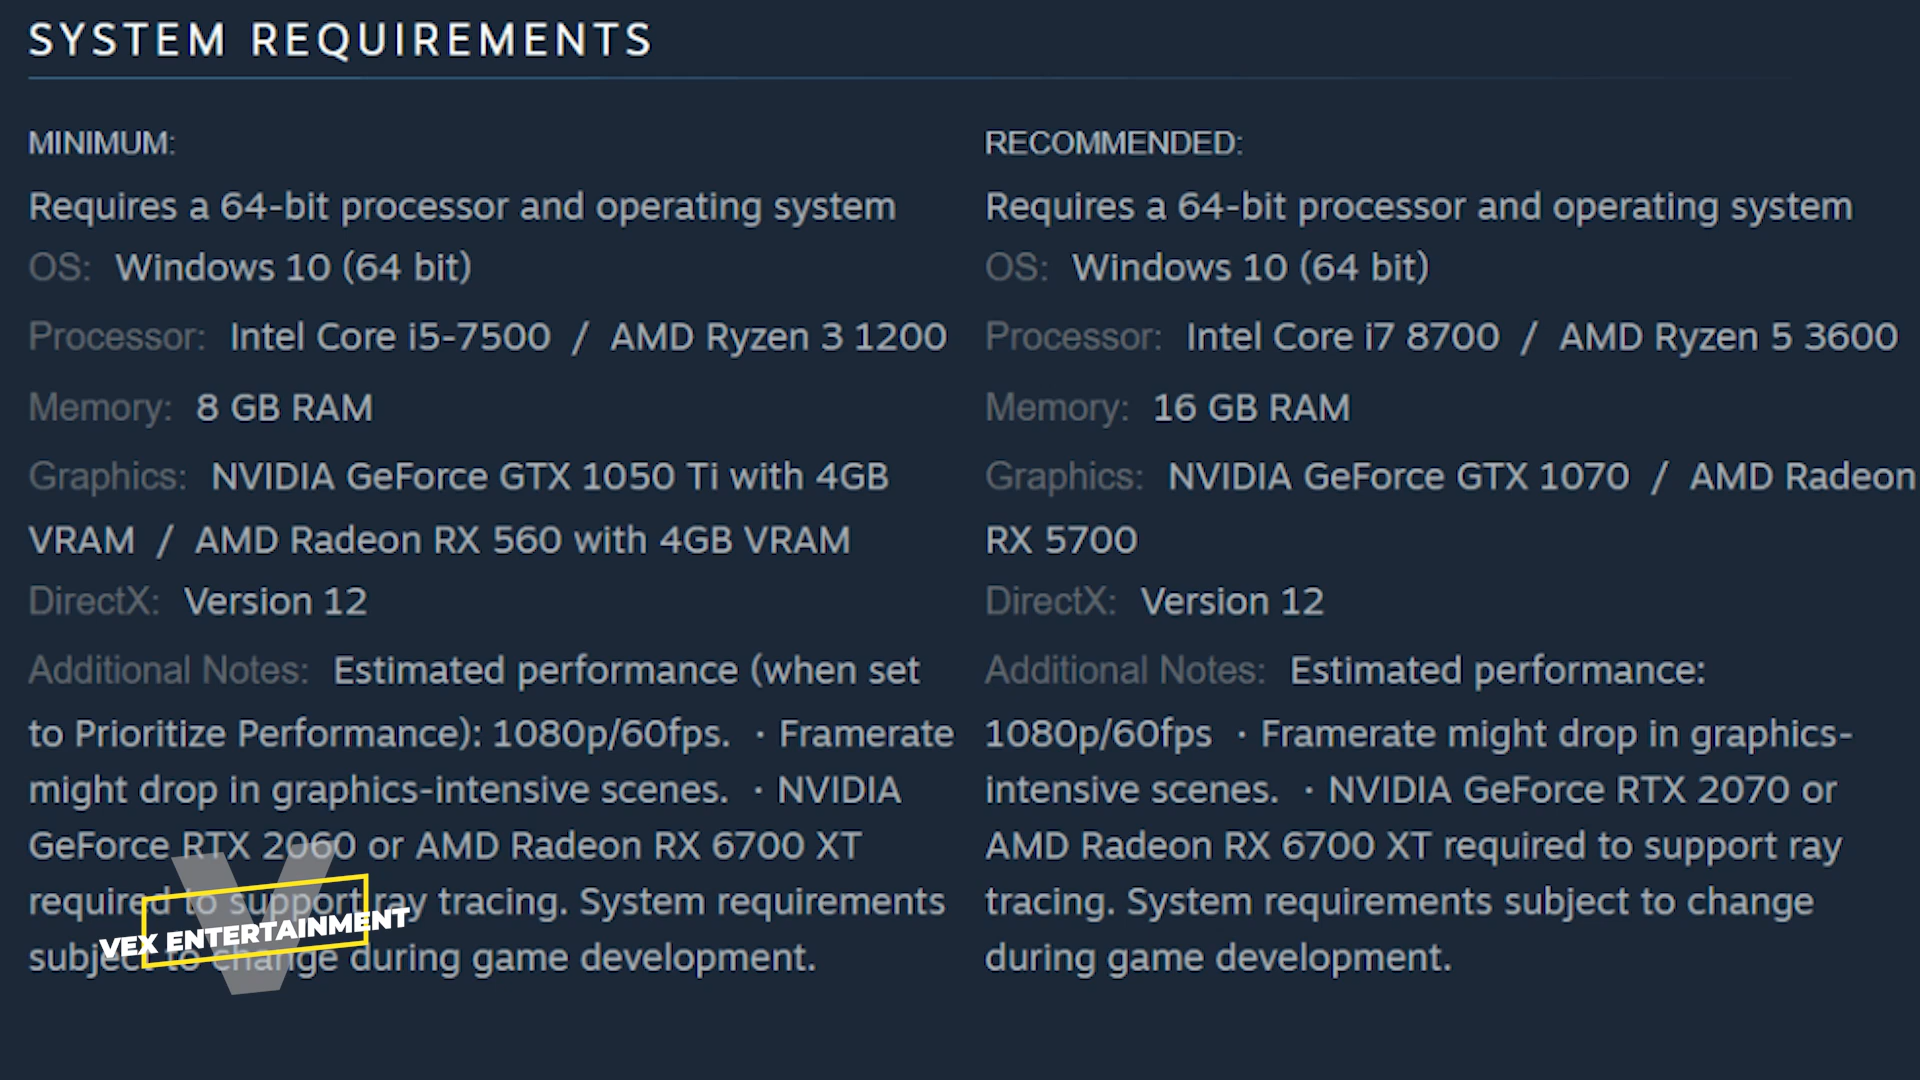 SYSTEM REQUIREMENTS
MINIMUM:
Requires a 64-bit processor and operating system
OS: Windows 10 (64 bit)
Processor: Intel Core i5-7500 / AMD Ryzen 3 1200
Memory: 8 GB RAM
Graphics: NVIDIA GeForce GTX 1050 Ti with 4GB
VRAM / AMD Radeon RX 560 with 4GB VRAM
DirectX: Version 12
Additional Notes: Estimated performance (when set
to Prioritize Performance): 1080p/60fps. · Framerate
might drop in graphics-intensive scenes. · NVIDIA
GeForce RTX 2060 or AMD Radeon RX 6700 XT
required to support ray tracing. System requirements
subject to change during game development.
RECOMMENDED:
Requires a 64-bit processor and operating system
OS: Windows 10 (64 bit)
Processor: Intel Core i7 8700 / AMD Ryzen 5 3600
Memory: 16 GB RAM
Graphics: NVIDIA GeForce GTX 1070 / AMD Radeon
RX 5700
DirectX: Version 12
Additional Notes: Estimated performance:
1080p/60fps · Framerate might drop in graphics-
intensive scenes. · NVIDIA GeForce RTX 2070 or
AMD Radeon RX 6700 XT required to support ray
tracing. System requirements subject to change
during game development.
V
VEX ENTERTAINMENT